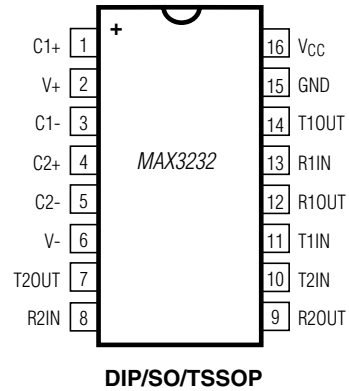 +
C1+ 1 16 VCC
V+ 2 15 GND
C1- 3 14 T1OUT
C2+ 4 MAX3232 13 R1IN
C2- 5 12 R1OUT
V- 6 11 T1IN
T2OUT 7 10 T2IN
R2IN 8 9 R2OUT
DIP/SO/TSSOP